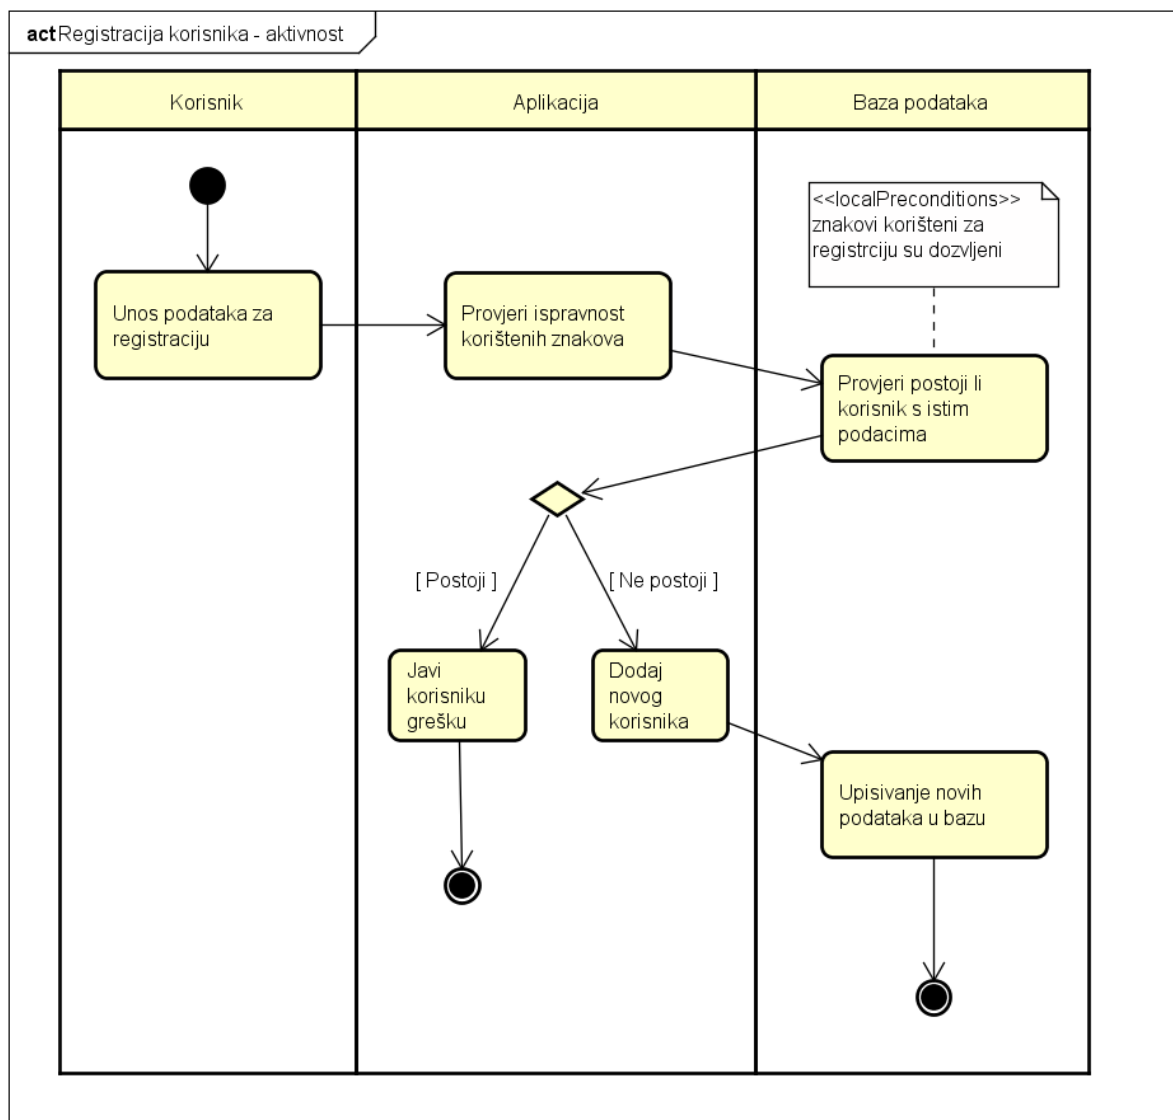 act Registracija korisnika - aktivnost
Korisnik
Aplikacija
Baza podataka
<<localPreconditions>>
znakovi korišteni za
registrciju su dozvljeni
Unos podataka za
registraciju
Provjeri ispravnost
korištenih znakova
Provjeri postoji li
korisnik s istim
podacima
[ Postoji ]
[ Ne postoji ]
Javi
korisniku
grešku
Dodaj
novog
korisnika
Upisivanje novih
podataka u bazu